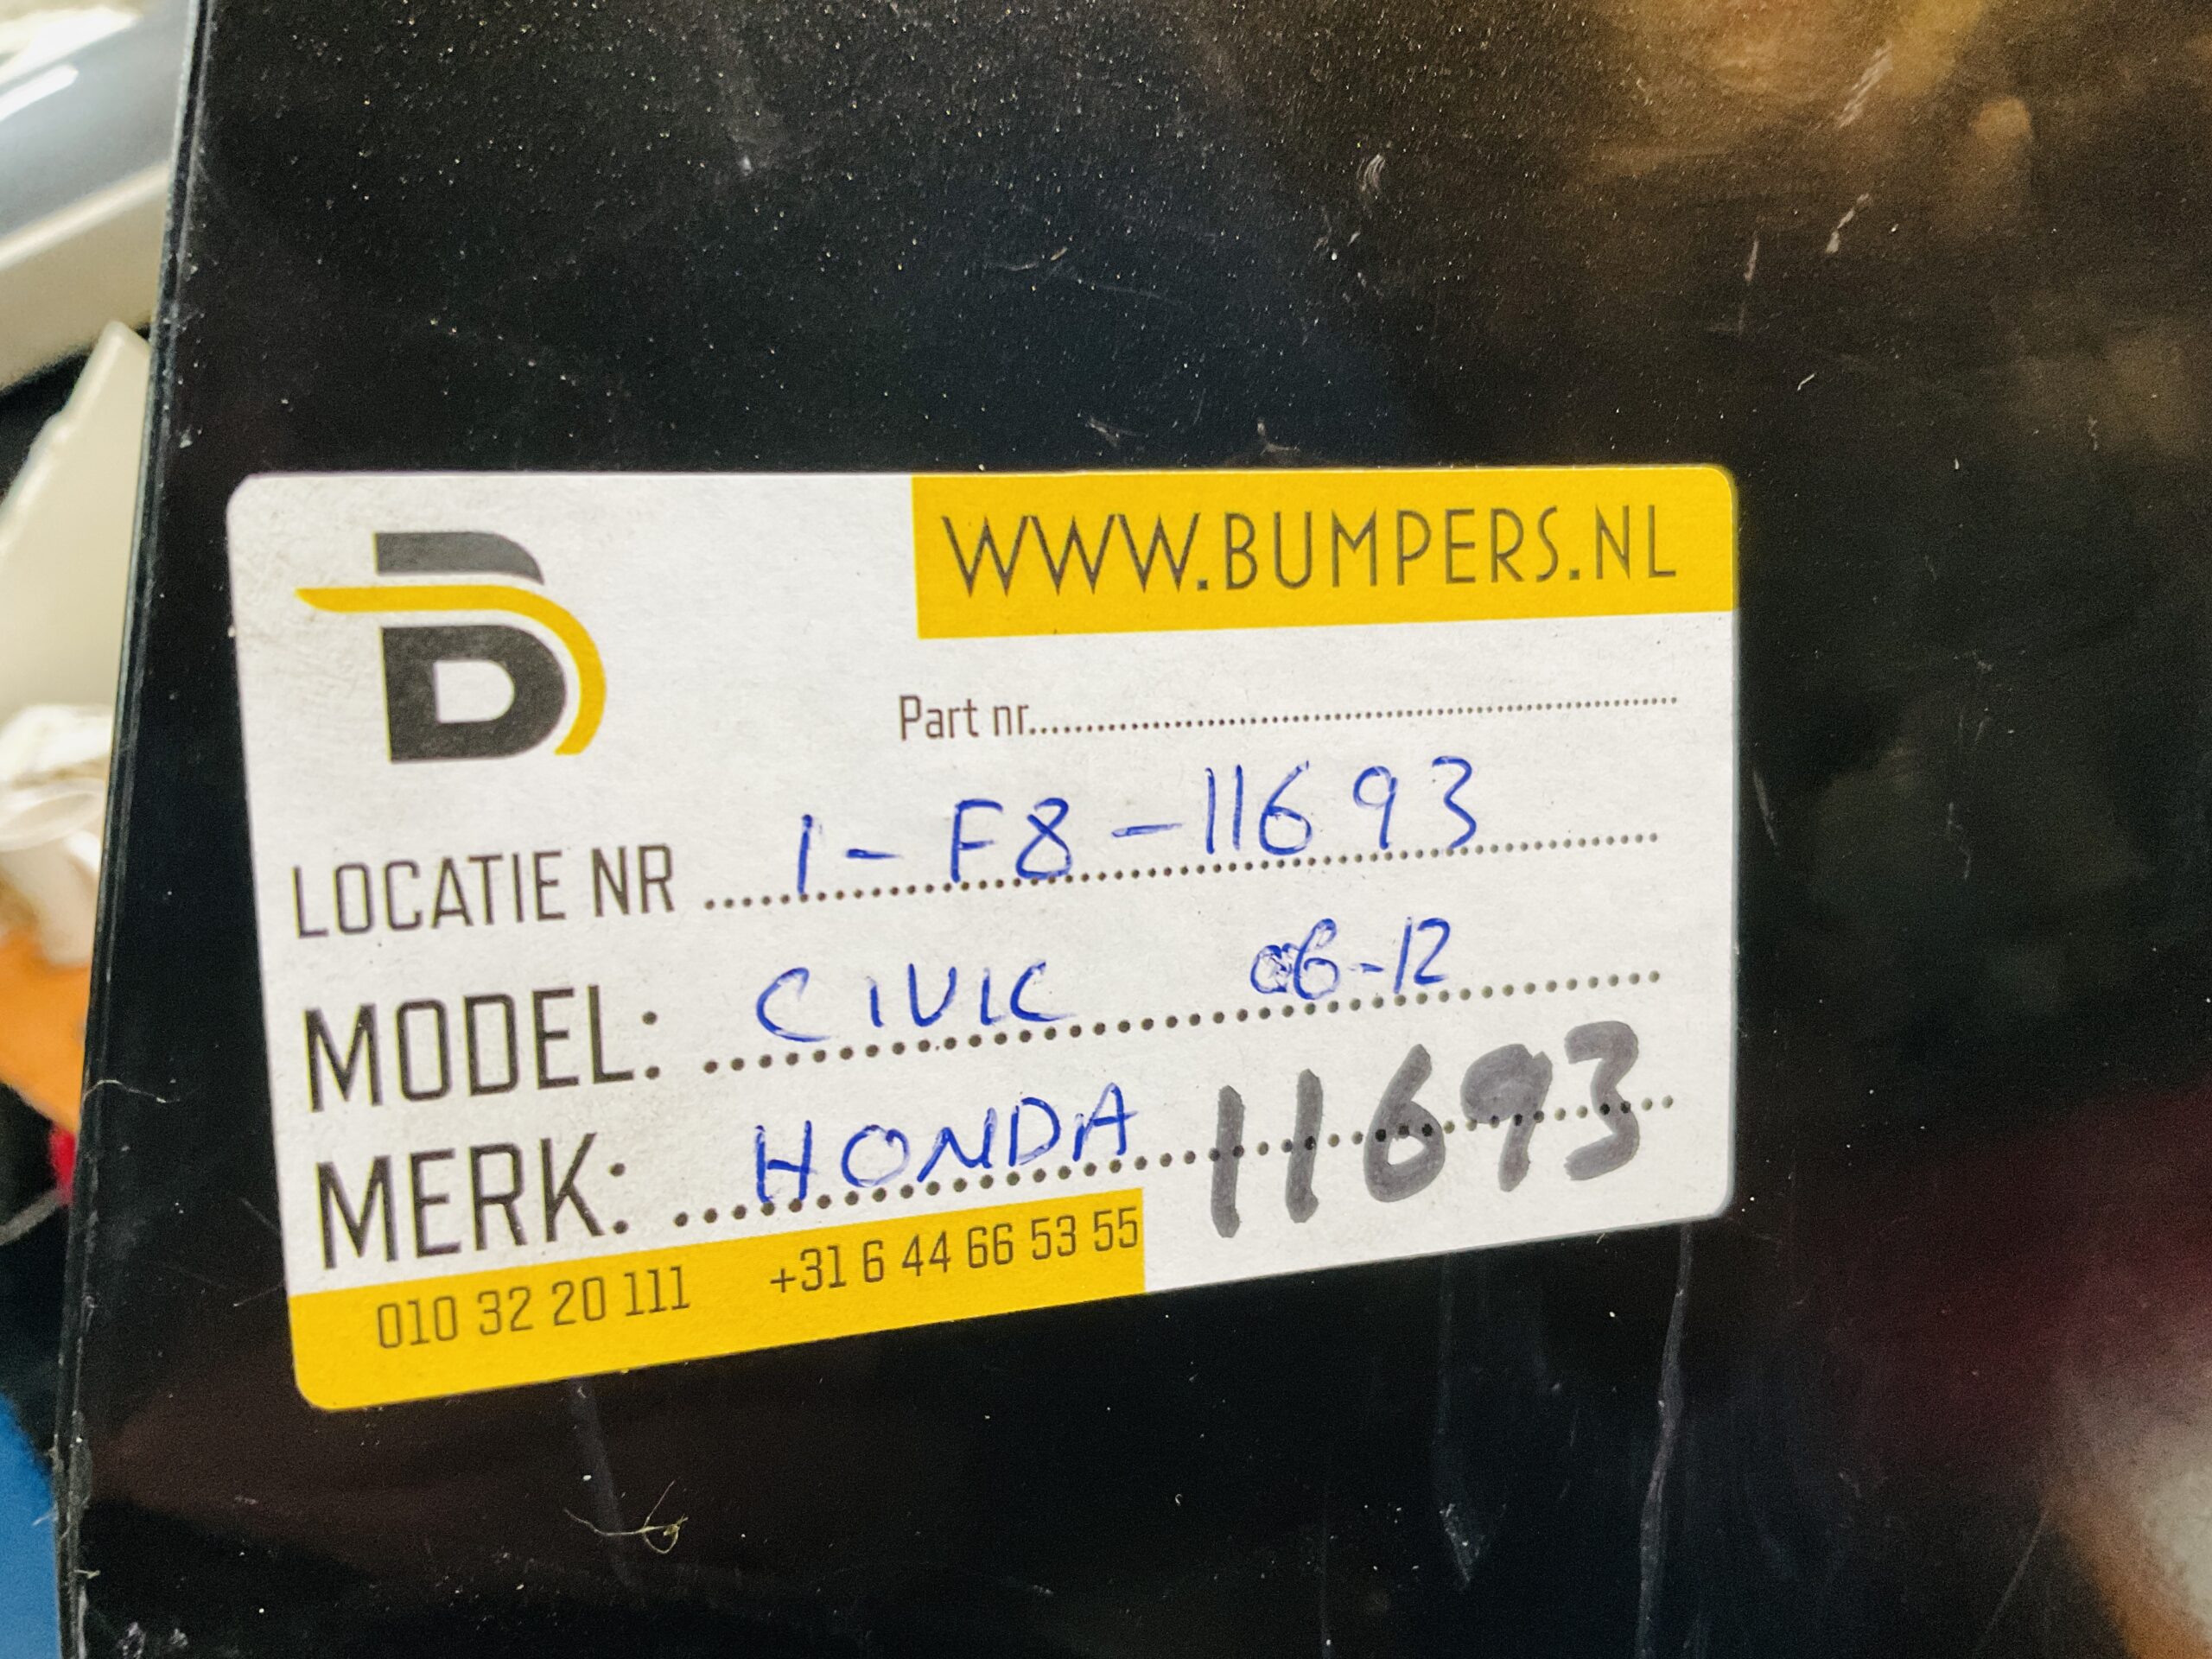 WWW.BUMPERS.NL
Part nr.
LOCATIE NR 1-F8-11693
MODEL: CIVIC 06-12
MERK: HONDA 11693
010 32 20 111 +31 6 44 66 53 55